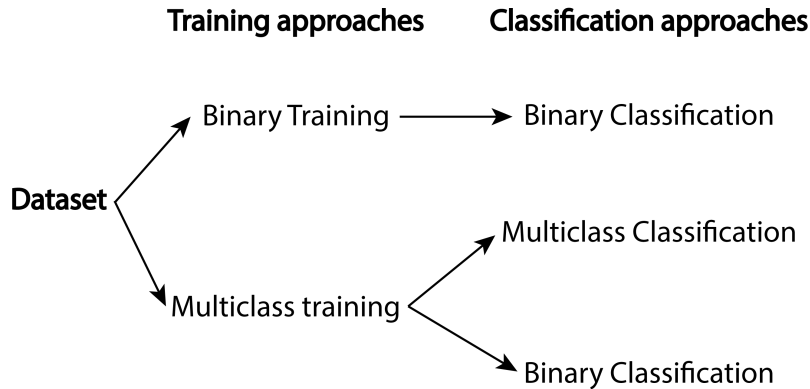 Training approaches
Classification approaches
Binary Training
Binary Classification
Dataset
Multiclass Classification
Multiclass training
Binary Classification